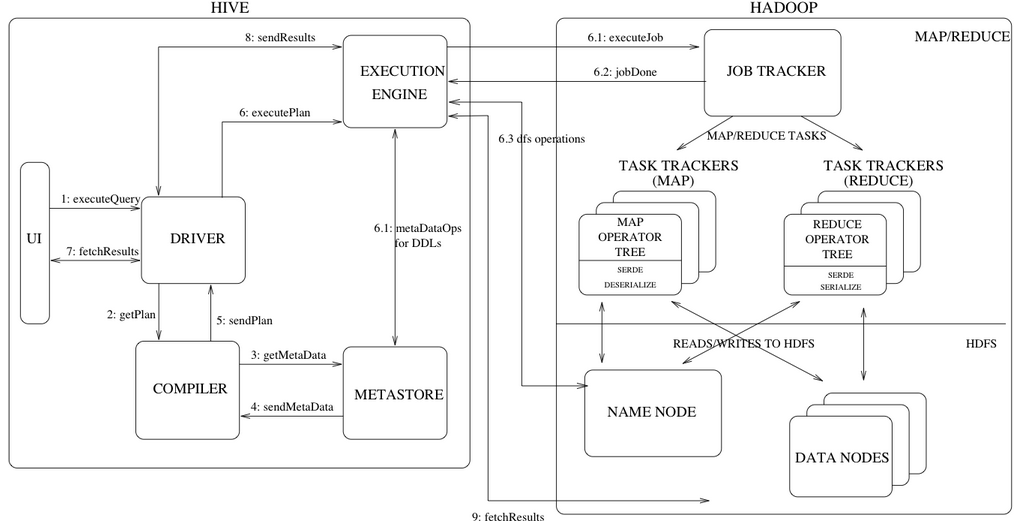 HIVE
HADOOP
8: sendResults
6.1: executeJob
MAP/REDUCE
EXECUTION
ENGINE
6.2: jobDone
JOB TRACKER
6: executePlan
6.3 dfs operations
MAP/REDUCE TASKS
TASK TRACKERS
(MAP)
TASK TRACKERS
(REDUCE)
1: executeQuery
UI
DRIVER
7: fetchResults
6.1: metaDataOps
for DDLs
MAP
OPERATOR
TREE
SERDE
DESERIALIZE
REDUCE
OPERATOR
TREE
SERDE
SERIALIZE
2: getPlan
5: sendPlan
READS/WRITES TO HDFS
HDFS
3: getMetaData
COMPILER
METASTORE
4: sendMetaData
NAME NODE
DATA NODES
9: fetchResults